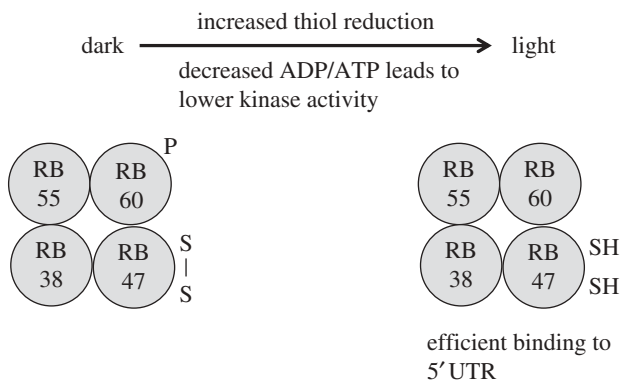 increased thiol reduction
dark
light
decreased ADP/ATP leads to
lower kinase activity
P
RB
55
RB
60
RB
38
RB
47
S
|
S
RB
55
RB
60
RB
38
RB
47
SH
SH
efficient binding to
5′ UTR